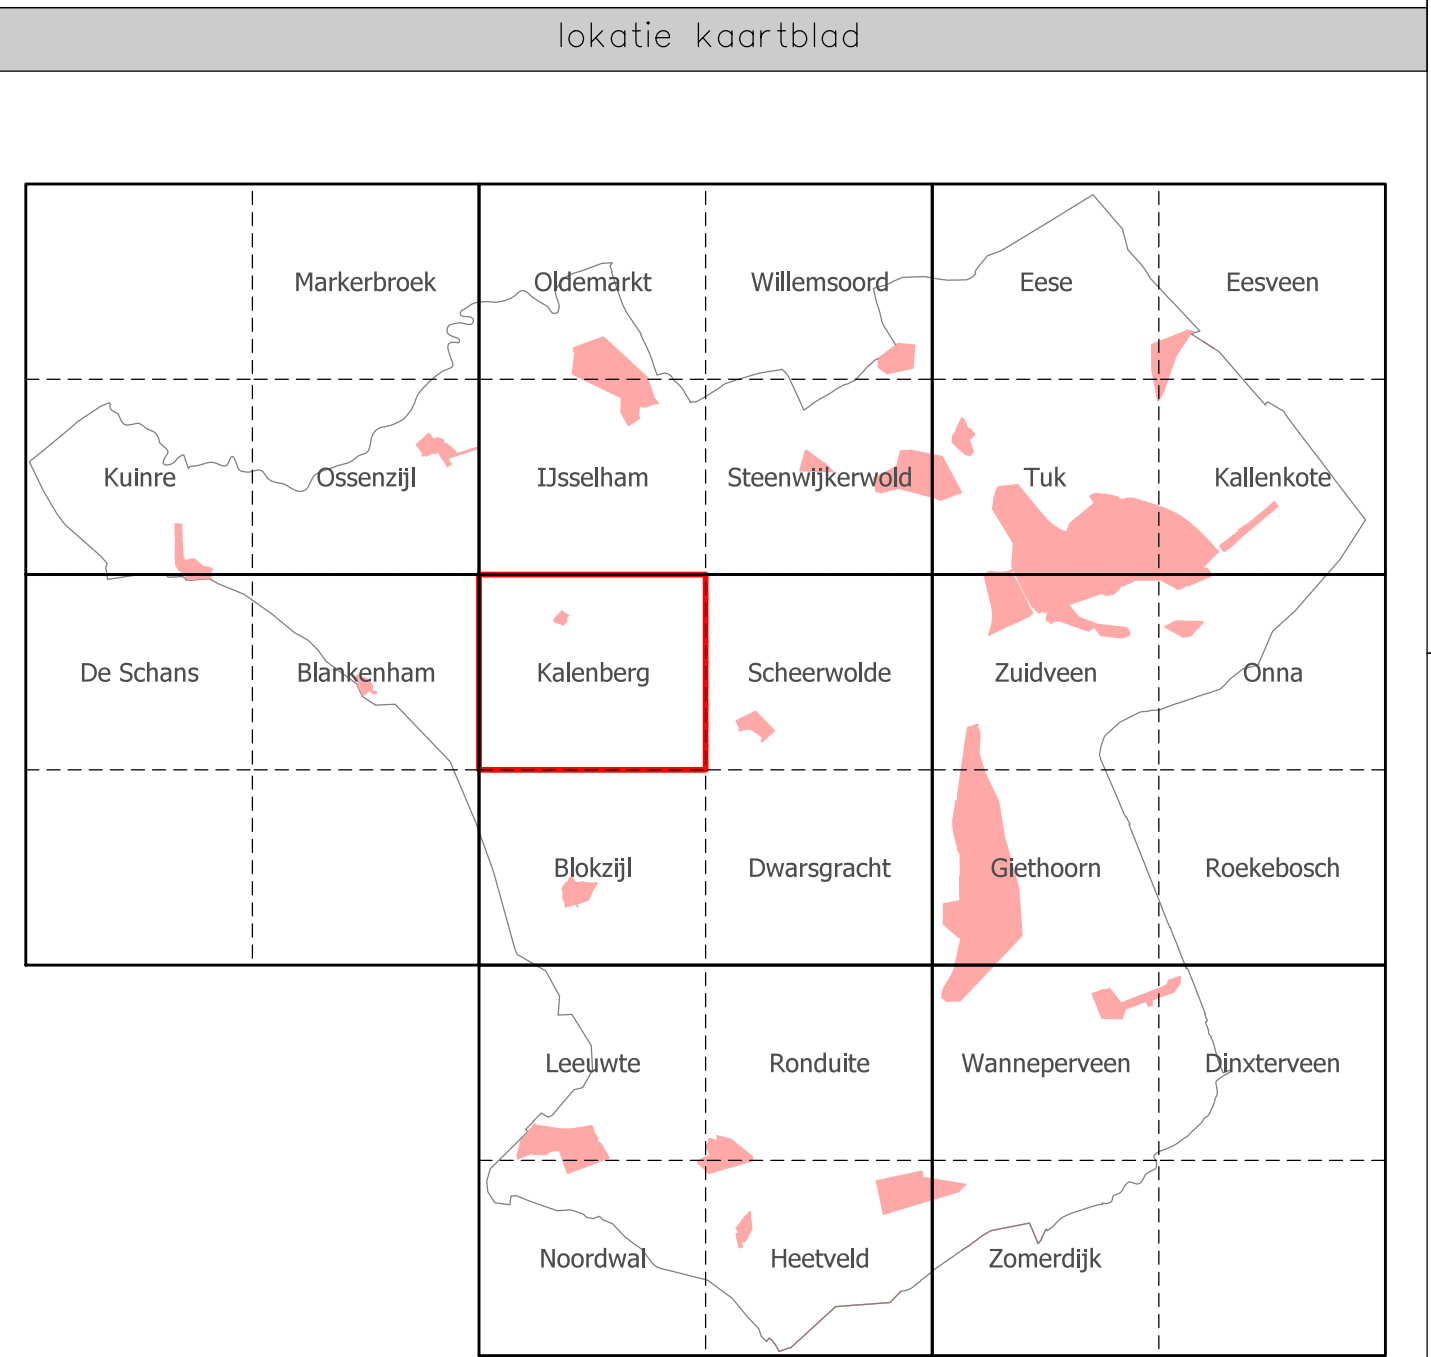 lokatie kaartblad
Markerbroek
Oldemarkt
Willemsoord
Eese
Eesveen
Kuinre
Ossenzijl
IJsselham
Steenwijkerwold
Tuk
Kallenkote
De Schans
Blankenham
Kalenberg
Scheerwolde
Zuidveen
Onna
Blokzijl
Dwarsgracht
Giethoorn
Roekebosch
Leeuwte
Ronduite
Wanneperveen
Dinxterveen
Noordwal
Heetveld
Zomerdijk